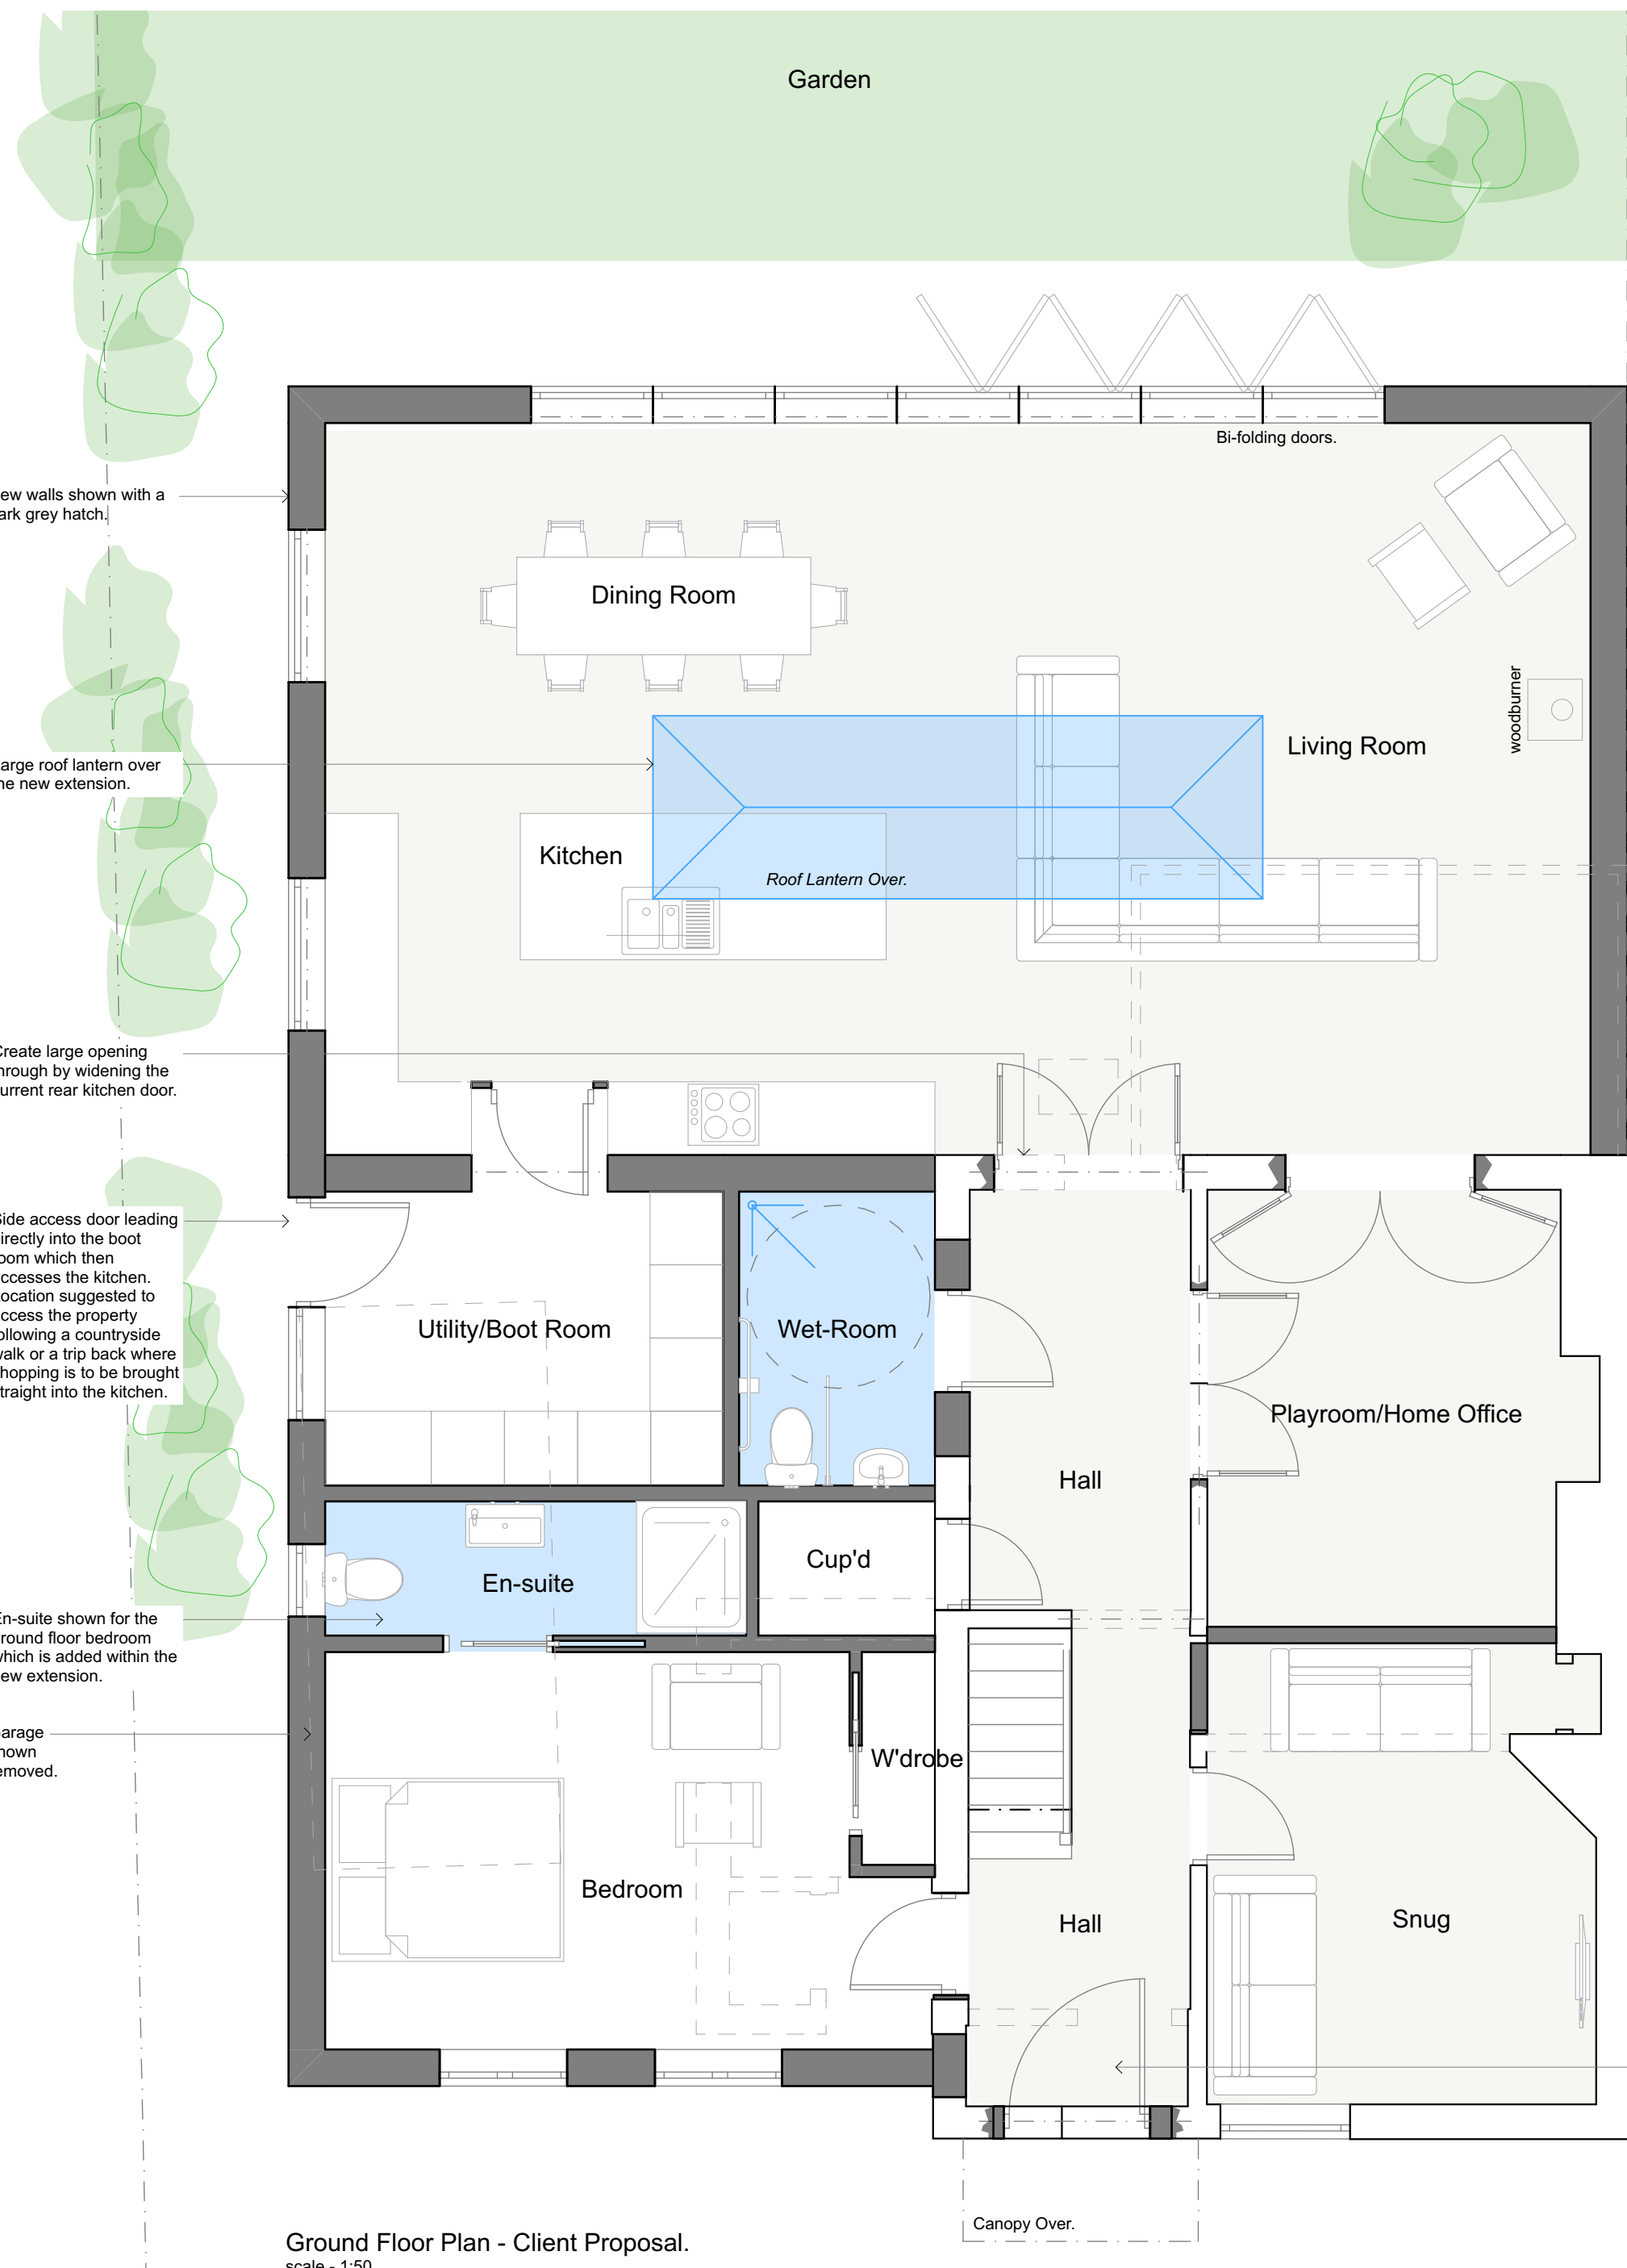 Garden
Bi-folding doors.
ew walls shown with a
ark grey hatch.
Dining Room
woodburner
Living Room
arge roof lantern over
he new extension.
Kitchen
Roof Lantern Over.
Create large opening
hrough by widening the
urrent rear kitchen door.
Side access door leading
irectly into the boot
oom which then
ccesses the kitchen.
ocation suggested to
ccess the property
ollowing a countryside
walk or a trip back where
hopping is to be brought
traight into the kitchen.
Utility/Boot Room
Wet-Room
Playroom/Home Office
Hall
Cup'd
En-suite
En-suite shown for the
round floor bedroom
which is added within the
ew extension.
Garage
hown
emoved.
W'drobe
Bedroom
Hall
Snug
Canopy Over.
Ground Floor Plan - Client Proposal.
scale - 1:50